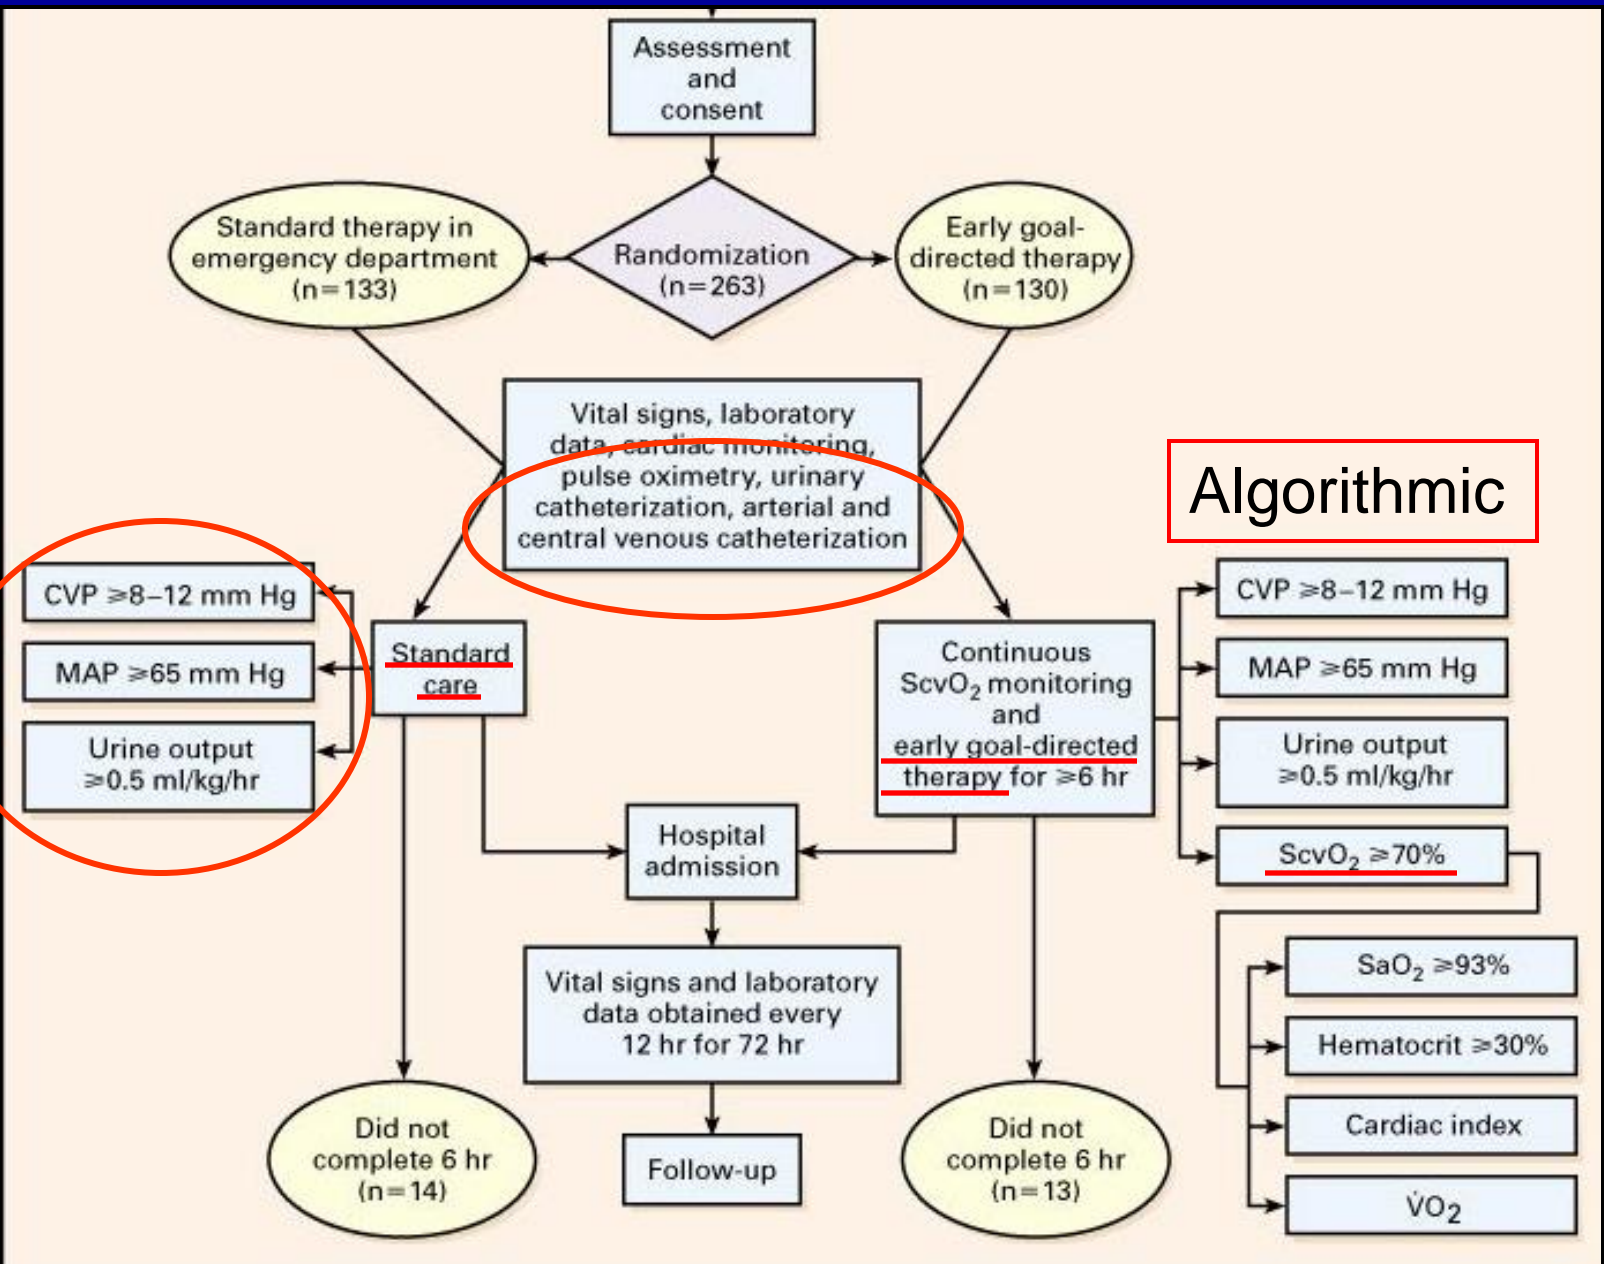 Assessment
and
consent
Standard therapy in
emergency department
(n=133)
Randomization
(n=263)
Early goal-
directed therapy
(n=130)
Vital signs, laboratory
data, cardiac monitoring,
pulse oximetry, urinary
catheterization, arterial and
central venous catheterization
Algorithmic
CVP ⩾8–12 mm Hg
MAP ⩾65 mm Hg
Urine output
⩾0.5 ml/kg/hr
Standard
care
Continuous
ScvO₂ monitoring
and
early goal-directed
therapy for ⩾6 hr
CVP ⩾8–12 mm Hg
MAP ⩾65 mm Hg
Urine output
⩾0.5 ml/kg/hr
ScvO₂ ⩾70%
Hospital
admission
SaO₂ ⩾93%
Hematocrit ⩾30%
Cardiac index
V̇O₂
Vital signs and laboratory
data obtained every
12 hr for 72 hr
Did not
complete 6 hr
(n=14)
Follow-up
Did not
complete 6 hr
(n=13)